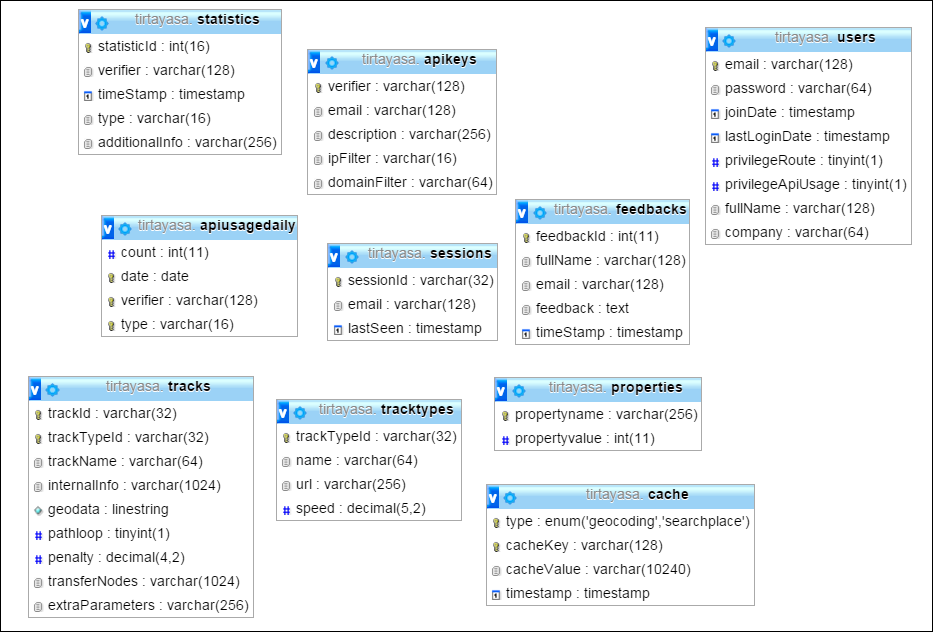 tirtayasa. statistics
statisticId : int(16)
verifier : varchar(128)
timeStamp : timestamp
type : varchar(16)
additionalInfo : varchar(256)
tirtayasa. apikeys
verifier : varchar(128)
email : varchar(128)
description : varchar(256)
ipFilter : varchar(16)
domainFilter : varchar(64)
tirtayasa. users
email : varchar(128)
password : varchar(64)
joinDate : timestamp
lastLoginDate : timestamp
privilegeRoute : tinyint(1)
privilegeApiUsage : tinyint(1)
fullName : varchar(128)
company : varchar(64)
tirtayasa. apiusagedaily
count : int(11)
date : date
verifier : varchar(128)
type : varchar(16)
tirtayasa. sessions
sessionId : varchar(32)
email : varchar(128)
lastSeen : timestamp
tirtayasa. feedbacks
feedbackId : int(11)
fullName : varchar(128)
email : varchar(128)
feedback : text
timeStamp : timestamp
tirtayasa. tracks
trackId : varchar(32)
trackTypeId : varchar(32)
trackName : varchar(64)
internalInfo : varchar(1024)
geodata : linestring
pathloop : tinyint(1)
penalty : decimal(4,2)
transferNodes : varchar(1024)
extraParameters : varchar(256)
tirtayasa. tracktypes
trackTypeId : varchar(32)
name : varchar(64)
url : varchar(256)
speed : decimal(5,2)
tirtayasa. properties
propertyname : varchar(256)
propertyvalue : int(11)
tirtayasa. cache
type : enum('geocoding','searchplace')
cacheKey : varchar(128)
cacheValue : varchar(10240)
timestamp : timestamp